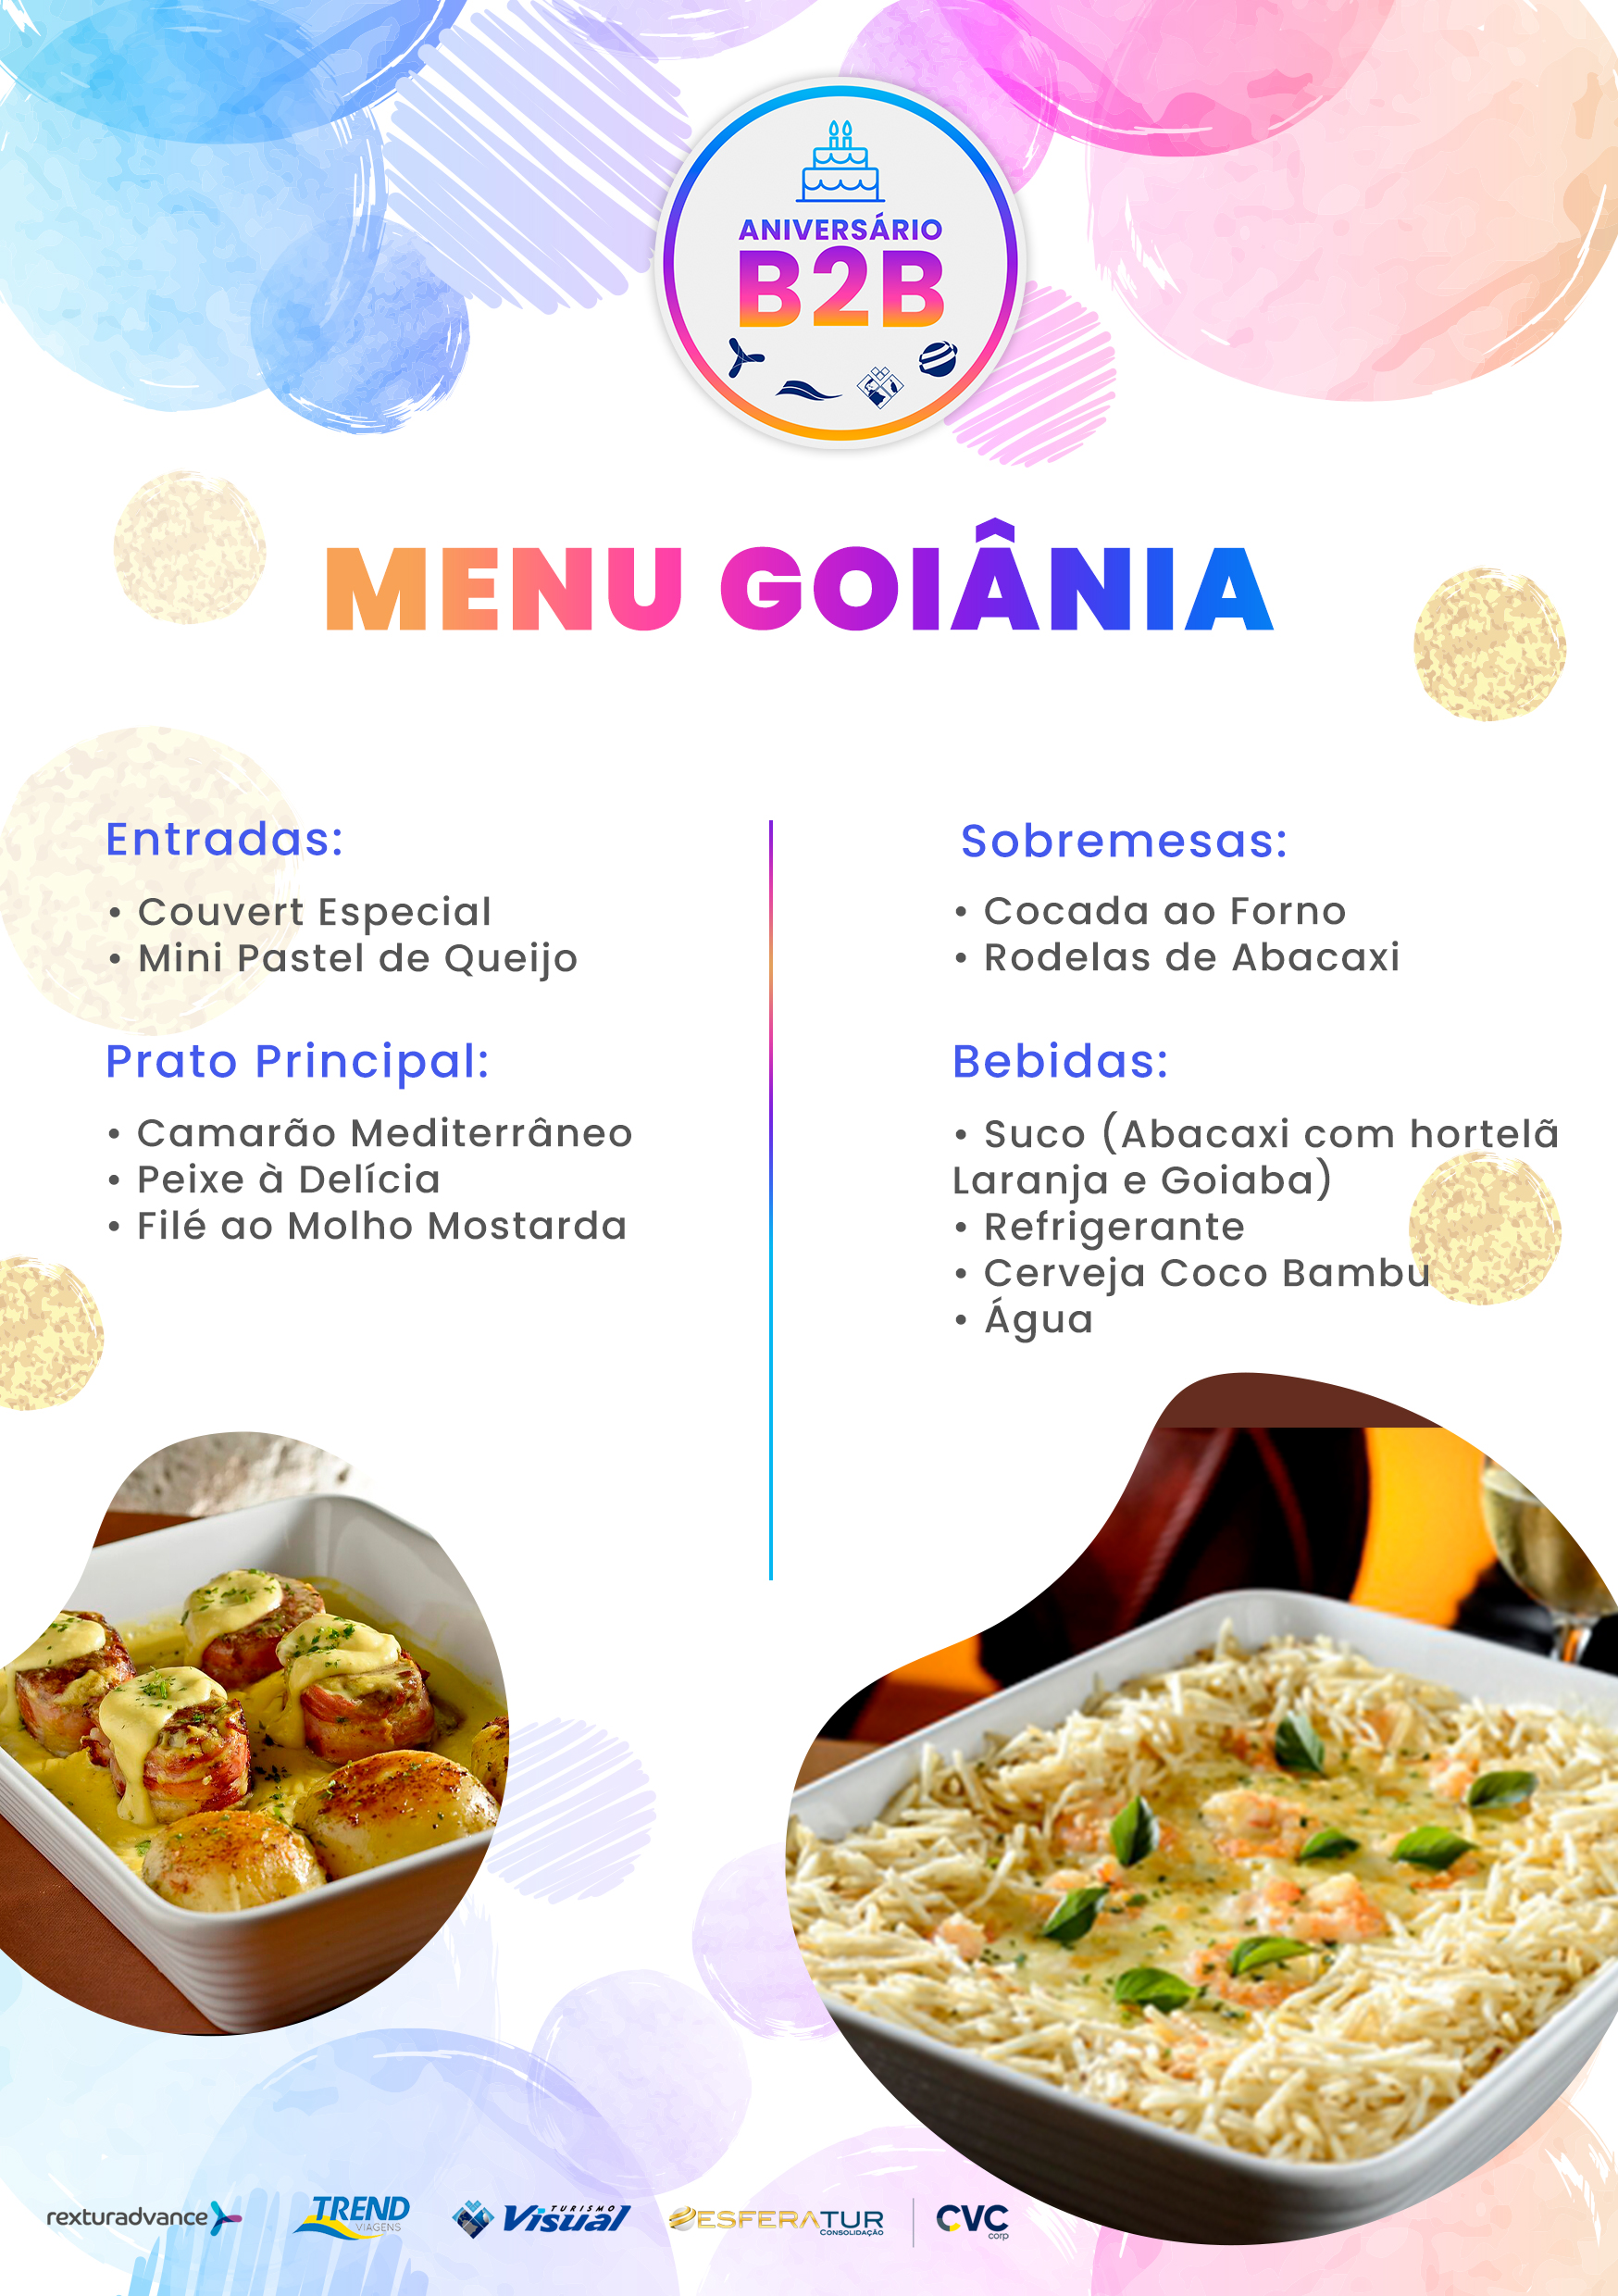 ANIVERSÁRIO
B2B
MENU GOIÂNIA
Entradas:
• Couvert Especial
• Mini Pastel de Queijo
Prato Principal:
• Camarão Mediterrâneo
• Peixe à Delícia
• Filé ao Molho Mostarda
Sobremesas:
• Cocada ao Forno
• Rodelas de Abacaxi
Bebidas:
• Suco (Abacaxi com hortelã
Laranja e Goiaba)
• Refrigerante
• Cerveja Coco Bambu
• Água
rexturadvance
TREND
VIAGENS
TURISMO
Visual
ESFERATUR
CONSOLIDAÇÃO
CVC
corp